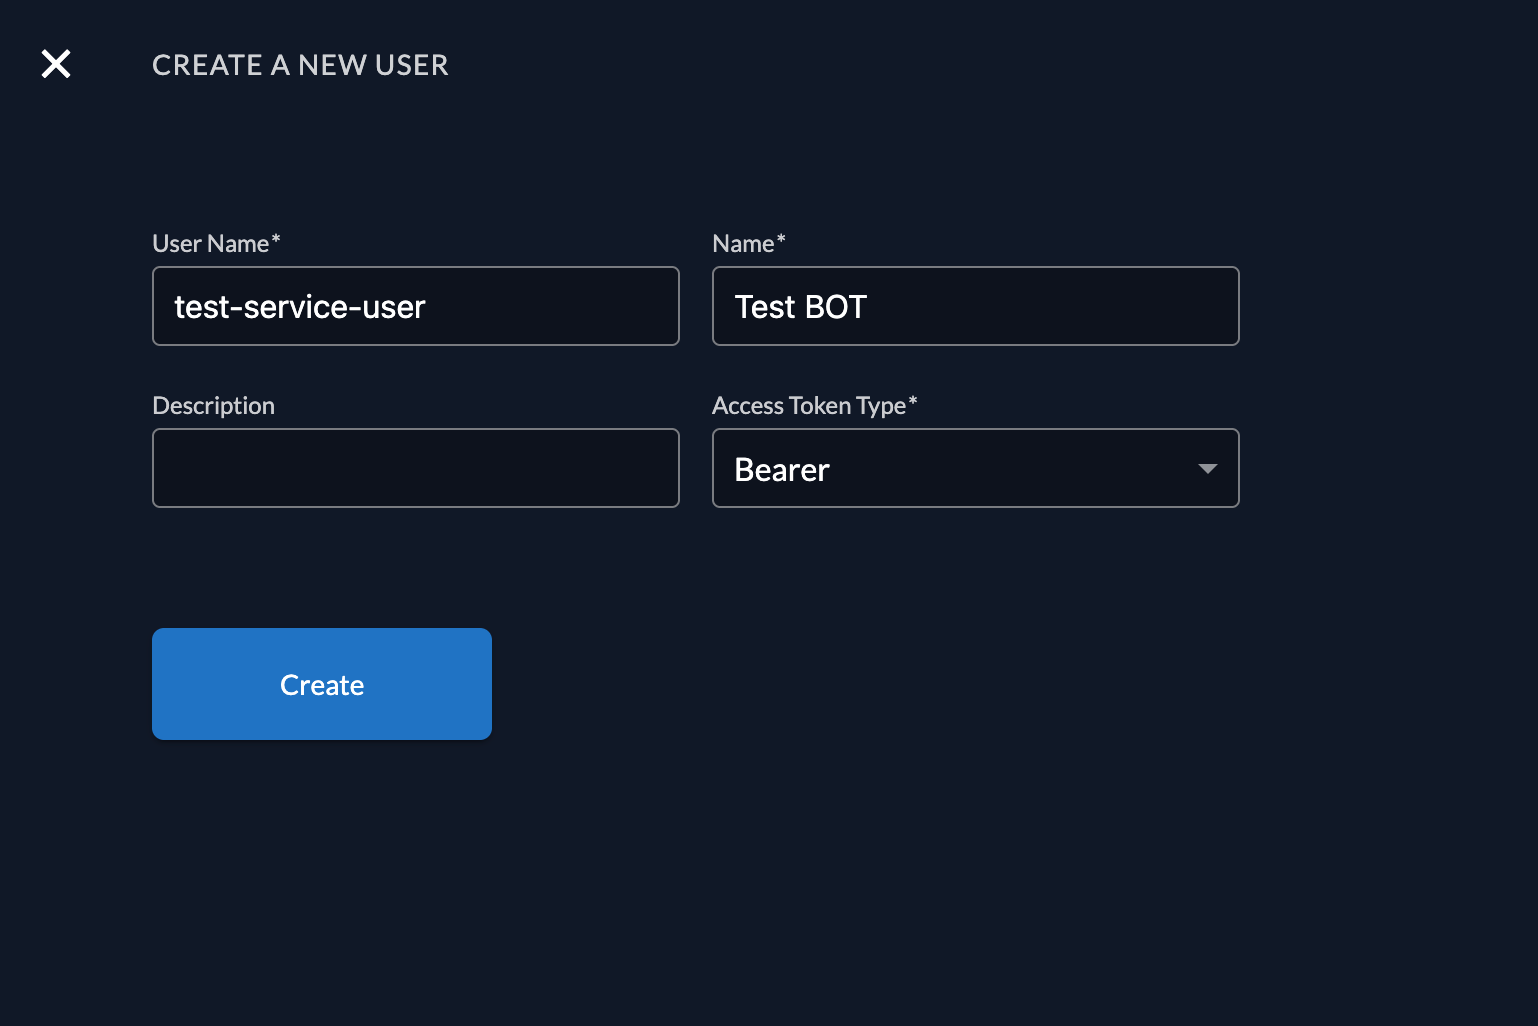 CREATE A NEW USER
User Name*
Name*
test-service-user
Test BOT
Description
Access Token Type*
Bearer
Create